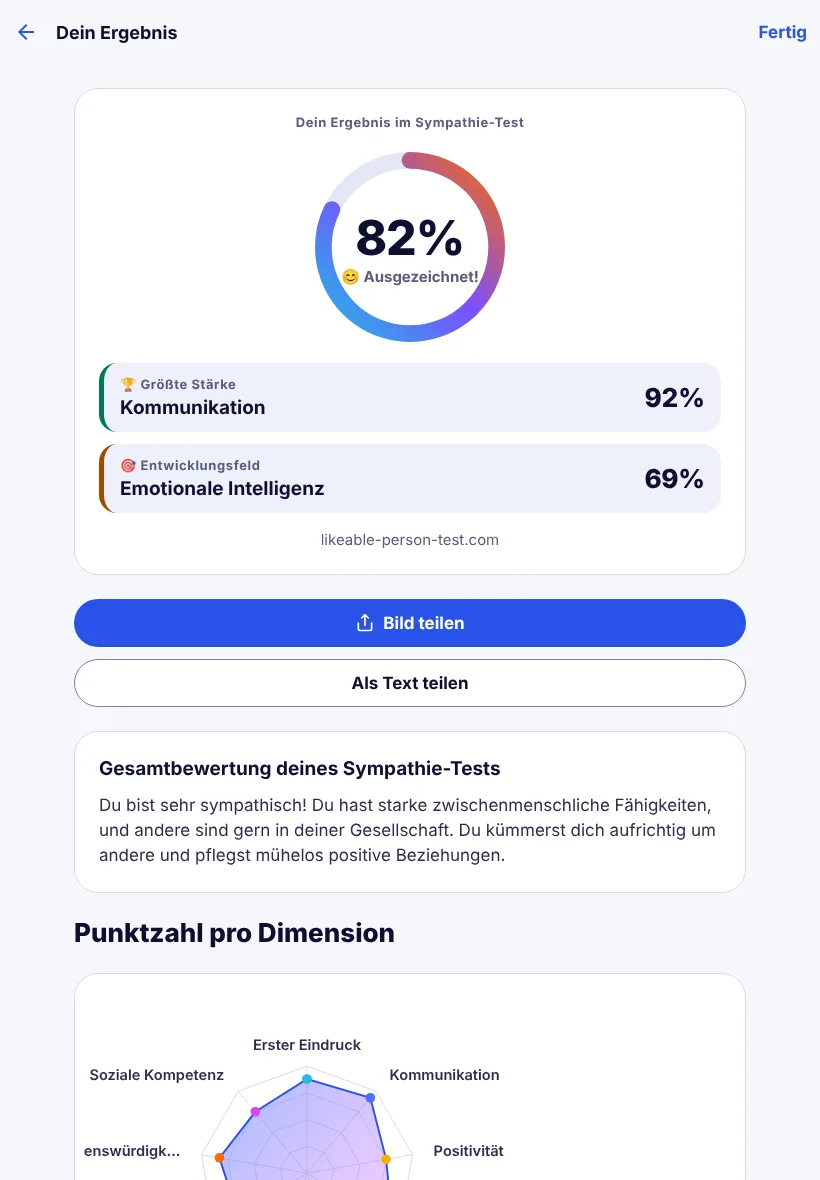 Dein Ergebnis
Fertig
Dein Ergebnis im Sympathie-Test
82%
😊 Ausgezeichnet!
🏆 Größte Stärke
Kommunikation
92%
🎯 Entwicklungsfeld
Emotionale Intelligenz
69%
likeable-person-test.com
Bild teilen
Als Text teilen
Gesamtbewertung deines Sympathie-Tests
Du bist sehr sympathisch! Du hast starke zwischenmenschliche Fähigkeiten,
und andere sind gern in deiner Gesellschaft. Du kümmerst dich aufrichtig um
andere und pflegst mühelos positive Beziehungen.
Punktzahl pro Dimension
Erster Eindruck
Soziale Kompetenz
Kommunikation
enswürdigk...
Positivität